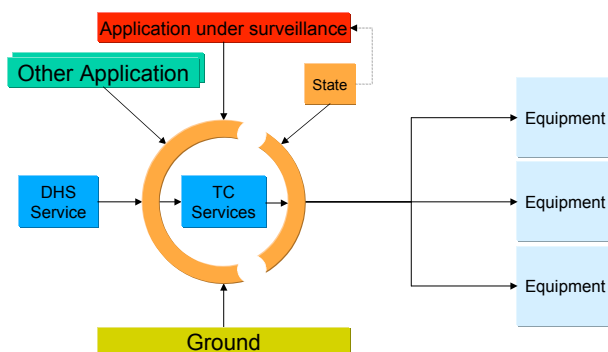 Application under surveillance
Other Application
State
Equipment
DHS
Service
TC
Services
Equipment
Equipment
Ground